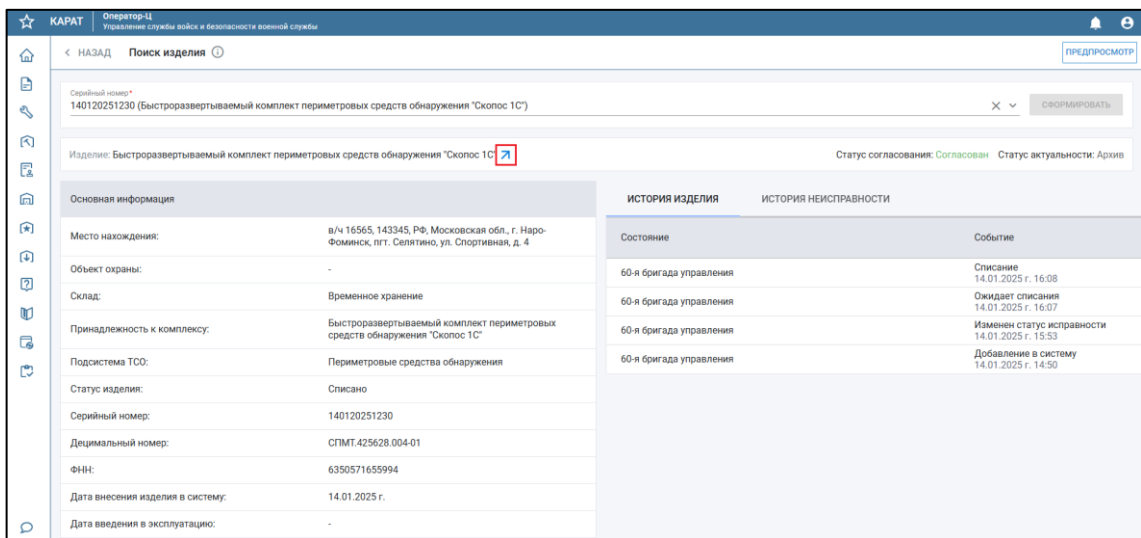 КАРАТ
Оператор-Ц
Управление службы войск и безопасности военной службы
НАЗАД
Поиск изделия
ПРЕДПРОСМОТР
Серийный номер*
140120251230 (Быстроразвертываемый комплект периметровых средств обнаружения "Скопос 1С")
СФОРМИРОВАТЬ
Изделие: Быстроразвертываемый комплект периметровых средств обнаружения "Скопос 1С"
Статус согласования: Согласован Статус актуальности: Архив
Основная информация
Место нахождения:
в/ч 16565, 143345, РФ, Московская обл., г. Наро-
Фоминск, пгт. Селятино, ул. Спортивная, д. 4
Объект охраны:
-
Склад:
Временное хранение
Принадлежность к комплексу:
Быстроразвертываемый комплект периметровых
средств обнаружения "Скопос 1С"
Подсистема ТСО:
Периметровые средства обнаружения
Статус изделия:
Списано
Серийный номер:
140120251230
Децимальный номер:
СПМТ.425628.004-01
ФНН:
6350571655994
Дата внесения изделия в систему:
14.01.2025 г.
Дата введения в эксплуатацию:
-
ИСТОРИЯ ИЗДЕЛИЯ
ИСТОРИЯ НЕИСПРАВНОСТИ
Состояние
Событие
60-я бригада управления
Списание
14.01.2025 г. 16:08
60-я бригада управления
Ожидает списания
14.01.2025 г. 16:07
60-я бригада управления
Изменен статус исправности
14.01.2025 г. 15:53
60-я бригада управления
Добавление в систему
14.01.2025 г. 14:50